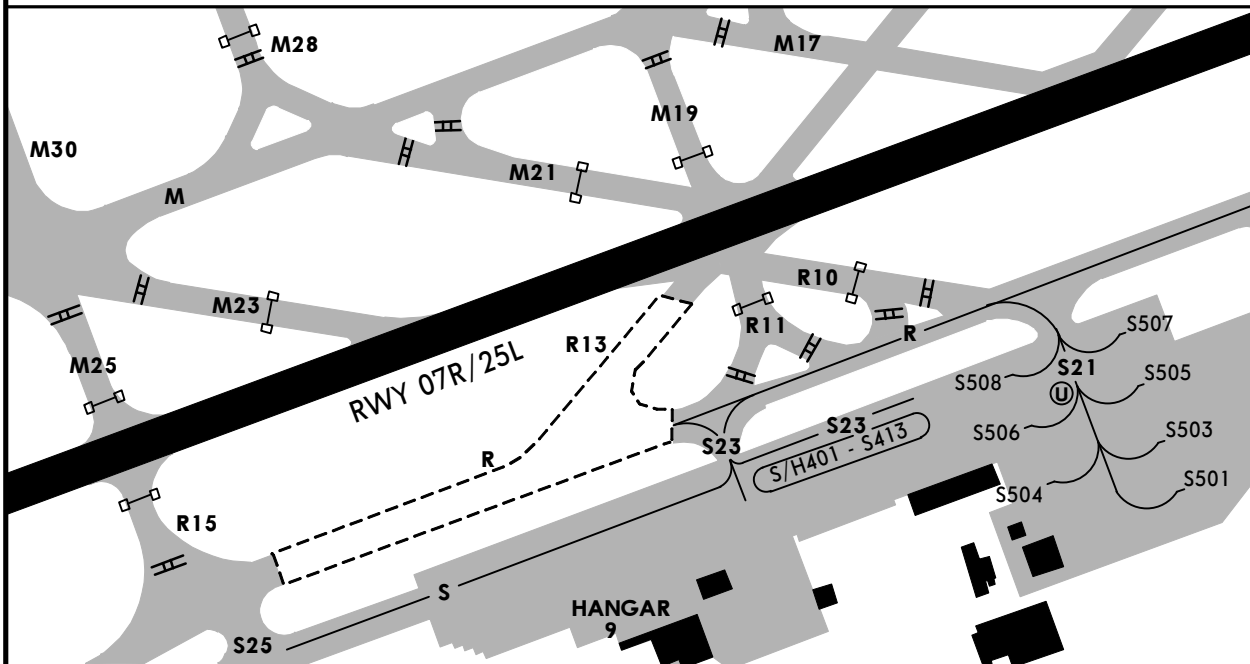 M28
M17
M19
M30
M21
M
R10
M23
R11
S507
R13
R
M25
S21
S508
S505
RWY 07R/25L
U
S23
S506
S503
S23
R
S/H401 - S413
S501
S504
R15
S
HANGAR
9
S25